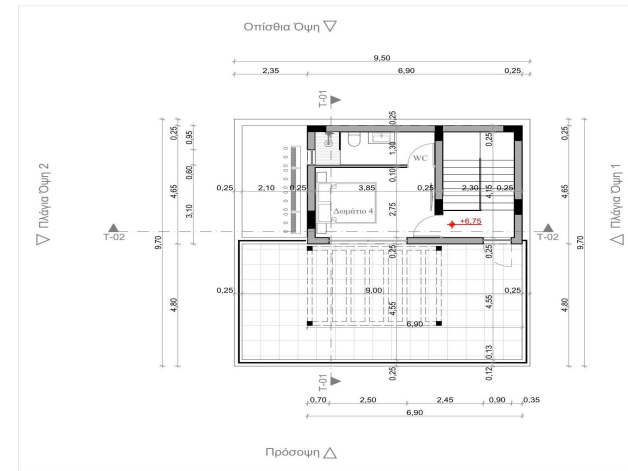 Οπίσθια Όψη
9,50
2,35 6,90 0,25
T-01
0,25 0,95 0,25 0,25 0,25
1,30 WC
0,60 0,10
4,65 4,65
0,25 2,10 0,25 3,85 0,25 2,30 4,15 0,25
Δωμάτιο 4 2,75
3,10 +6.75
Πλάγια Όψη 2 Πλάγια Όψη 1
T-02 T-02
9,70 9,70
0,25 0,25
0,25 9,00 0,25
4,80 4,55 4,55 4,80
6,90
0,13
T-01 0,25 0,12
0,70 2,50 2,45 0,90 0,35
6,90
Πρόσοψη